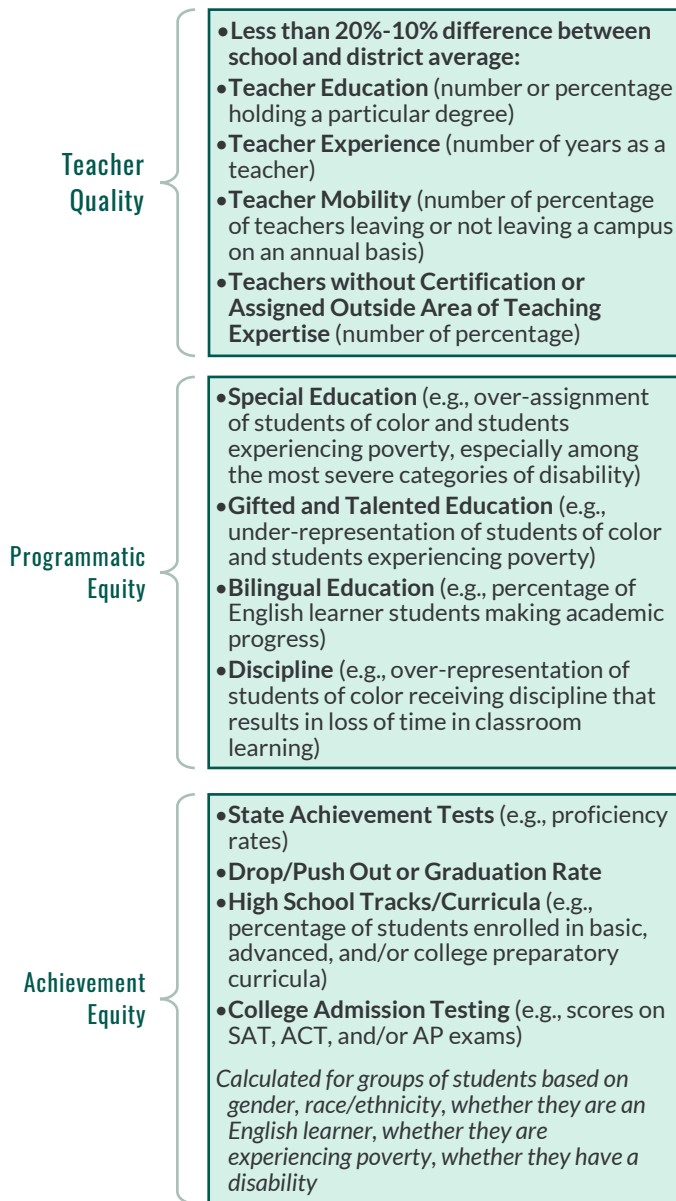 Teacher
Quality
•Less than 20%-10% difference between
school and district average:
•Teacher Education (number or percentage
holding a particular degree)
•Teacher Experience (number of years as a
teacher)
•Teacher Mobility (number of percentage
of teachers leaving or not leaving a campus
on an annual basis)
•Teachers without Certification or
Assigned Outside Area of Teaching
Expertise (number of percentage)
Programmatic
Equity
•Special Education (e.g., over-assignment
of students of color and students
experiencing poverty, especially among
the most severe categories of disability)
•Gifted and Talented Education (e.g.,
under-representation of students of color
and students experiencing poverty)
•Bilingual Education (e.g., percentage of
English learner students making academic
progress)
•Discipline (e.g., over-representation of
students of color receiving discipline that
results in loss of time in classroom
learning)
Achievement
Equity
•State Achievement Tests (e.g., proficiency
rates)
•Drop/Push Out or Graduation Rate
•High School Tracks/Curricula (e.g.,
percentage of students enrolled in basic,
advanced, and/or college preparatory
curricula)
•College Admission Testing (e.g., scores on
SAT, ACT, and/or AP exams)
Calculated for groups of students based on
gender, race/ethnicity, whether they are an
English learner, whether they are
experiencing poverty, whether they have a
disability